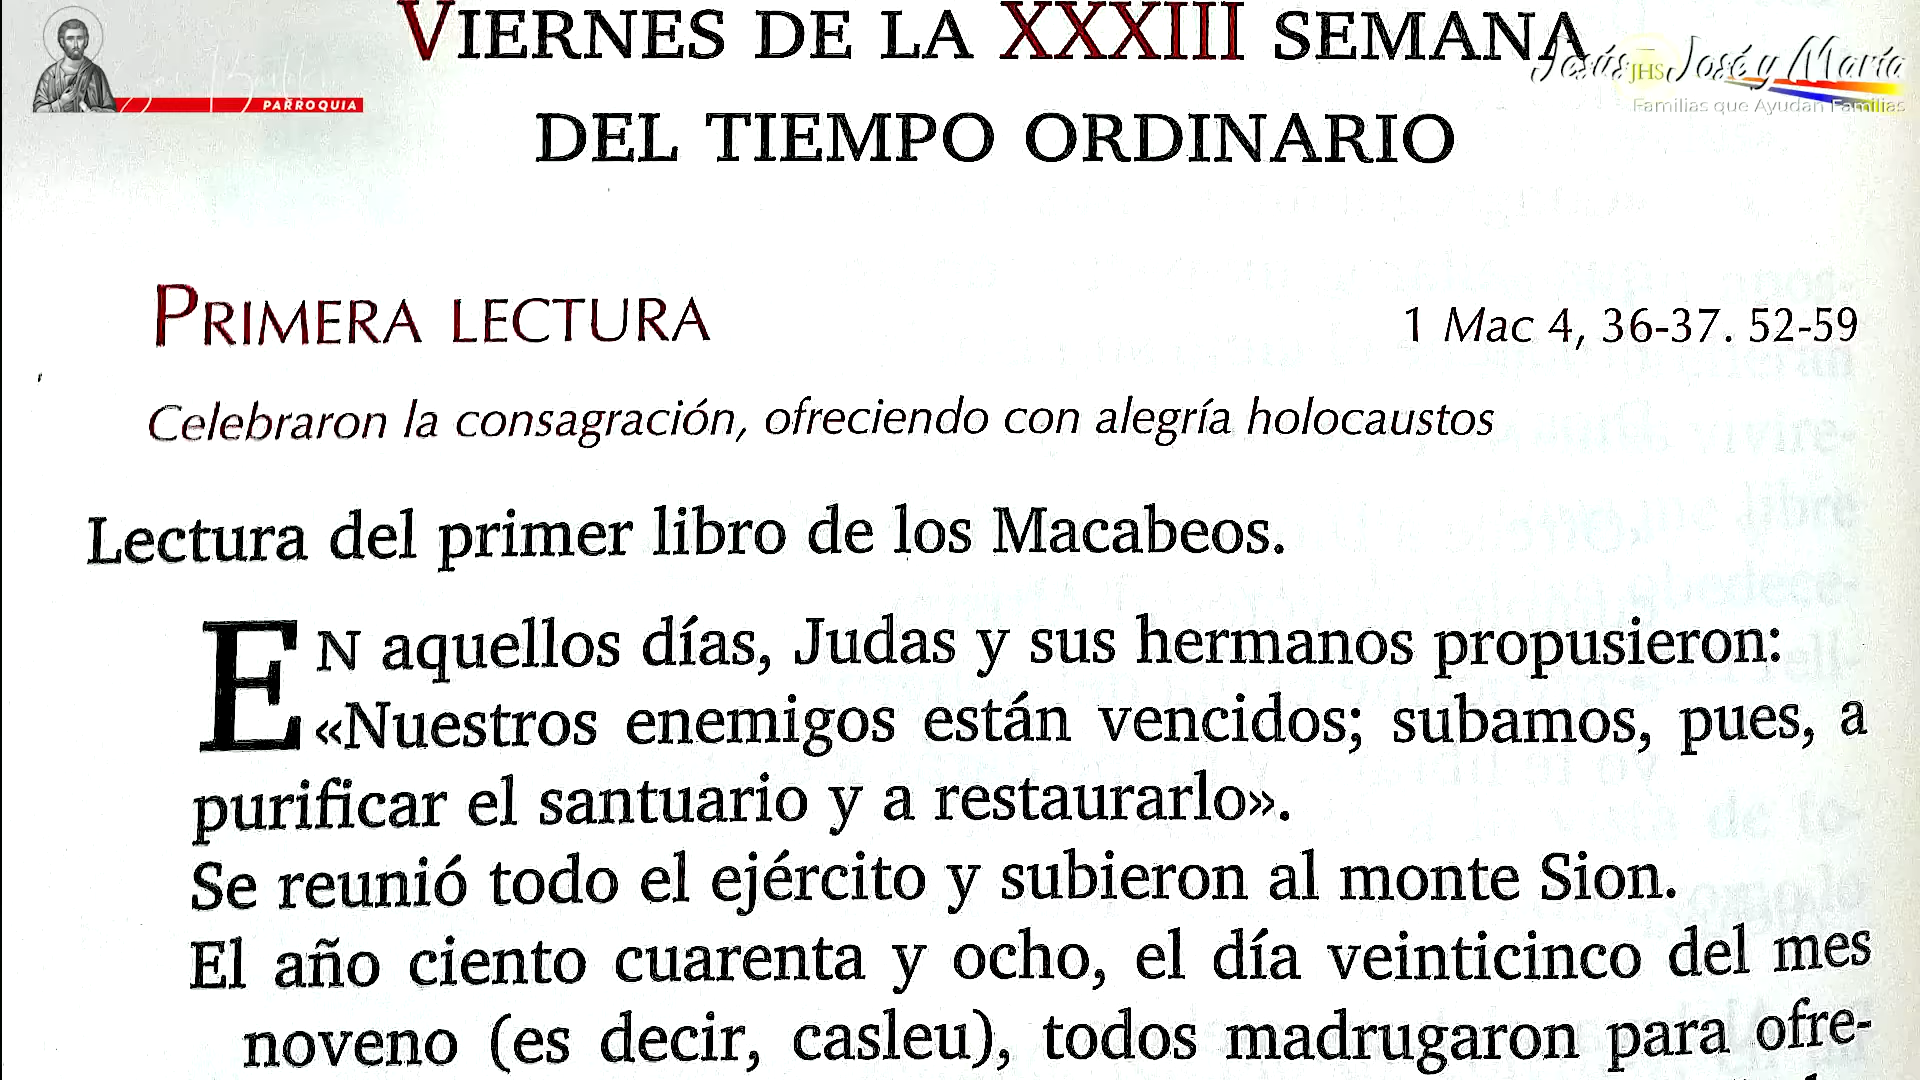 VIERNES DE LA XXXIII SEMANA
DEL TIEMPO ORDINARIO
PARROQUIA
Jesús José y María
JHS
Familias que Ayudan Familias
PRIMERA LECTURA 1 Mac 4, 36-37. 52-59
Celebraron la consagración, ofreciendo con alegría holocaustos
Lectura del primer libro de los Macabeos.
EN aquellos días, Judas y sus hermanos propusieron:
«Nuestros enemigos están vencidos; subamos, pues, a
purificar el santuario y a restaurarlo».
Se reunió todo el ejército y subieron al monte Sion.
El año ciento cuarenta y ocho, el día veinticinco del mes
noveno (es decir, casleu), todos madrugaron para ofre-